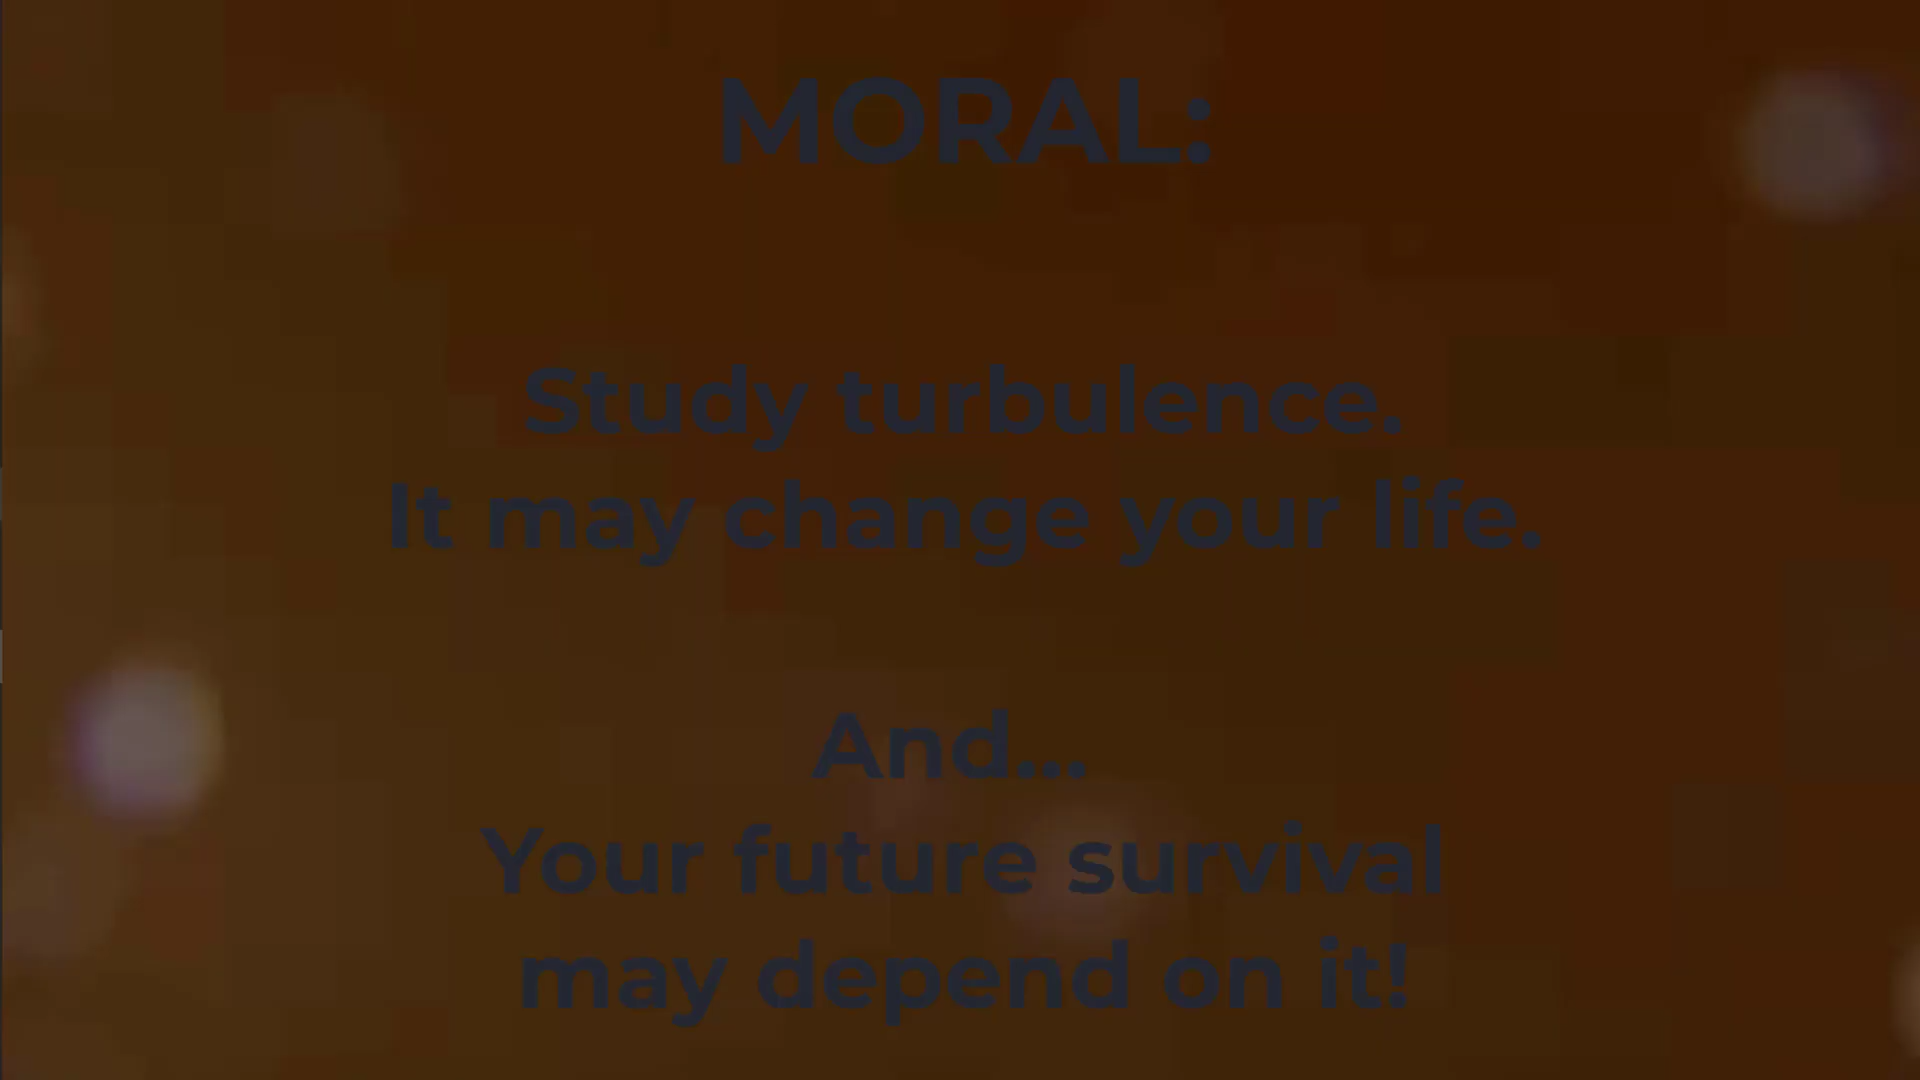 MORAL:
Study turbulence.
It may change your life.
And...
Your future survival
may depend on it!